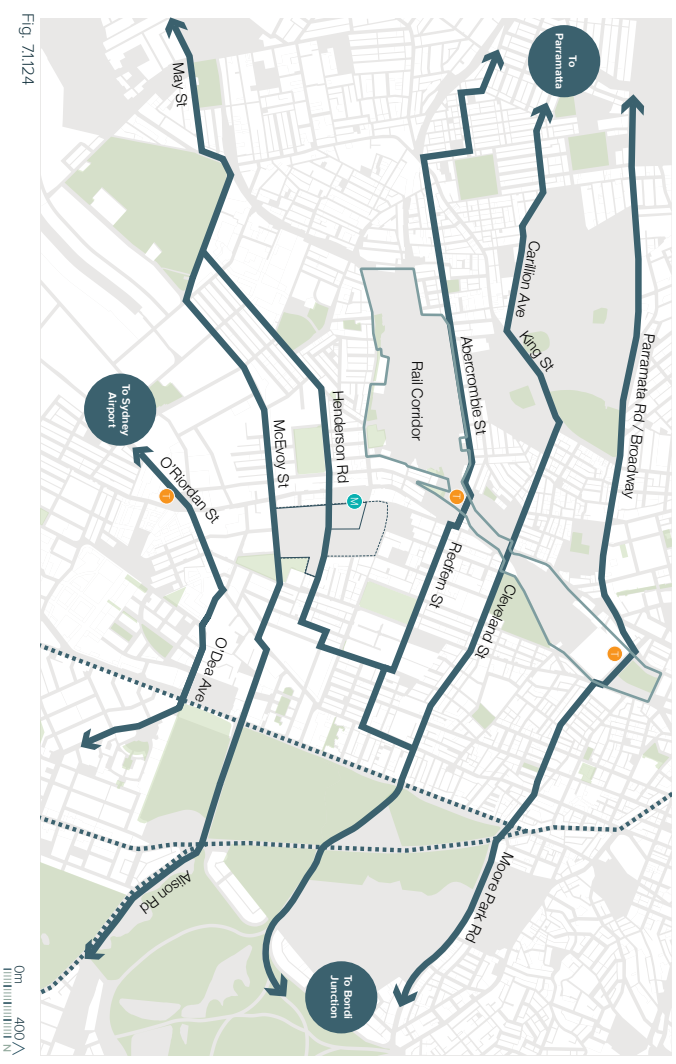 To
Parramatta
Parramatta Rd / Broadway
Carillion Ave
King St
Abercrombie St
Rail Corridor
May St
Henderson Rd
McEvoy St
To Sydney
Airport
O'Riordan St
T
M
T
T
Redfern St
Cleveland St
O'Dea Ave
Moore Park Rd
Alison Rd
To Bondi
Junction
0m
400
N
Fig. 7.1.124